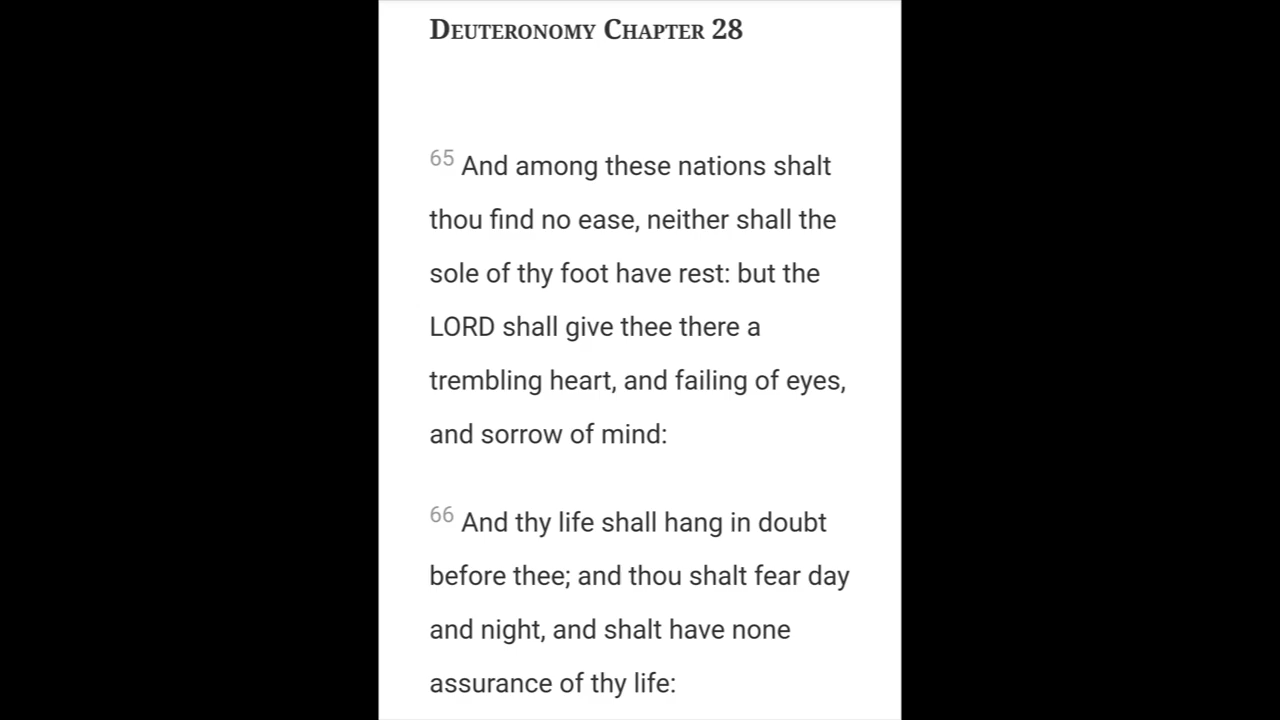 Deuteronomy Chapter 28
65 And among these nations shalt
thou find no ease, neither shall the
sole of thy foot have rest: but the
LORD shall give thee there a
trembling heart, and failing of eyes,
and sorrow of mind:
66 And thy life shall hang in doubt
before thee; and thou shalt fear day
and night, and shalt have none
assurance of thy life: